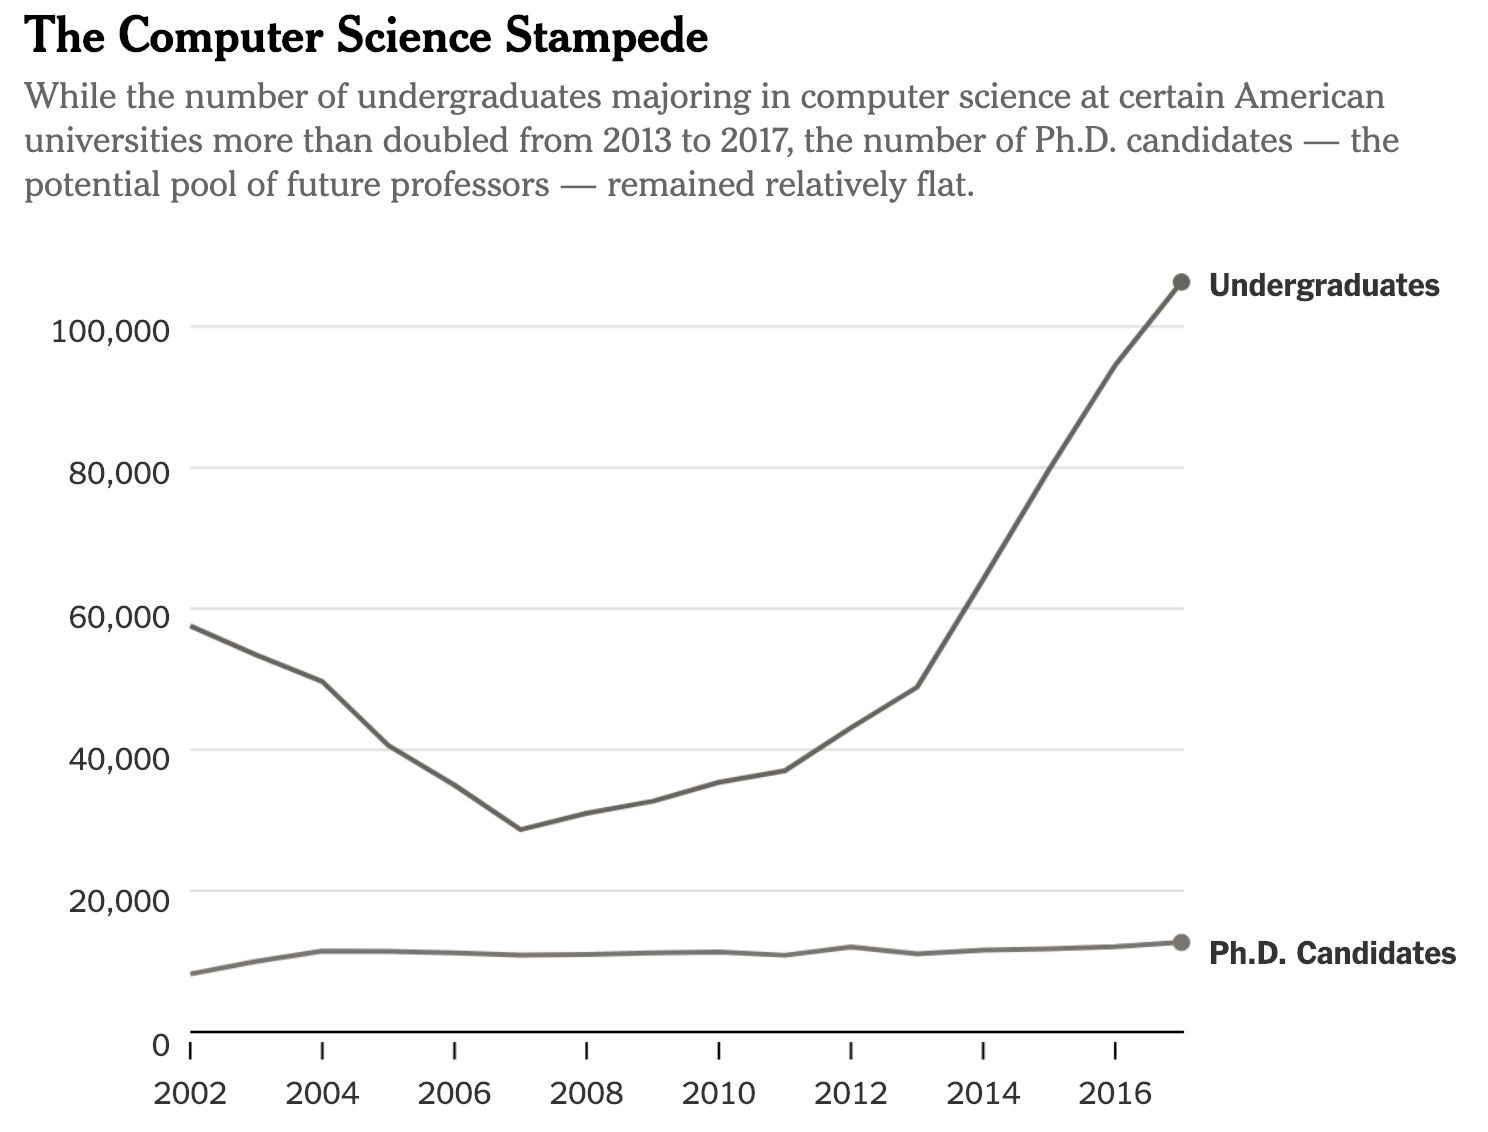 The Computer Science Stampede
While the number of undergraduates majoring in computer science at certain American
universities more than doubled from 2013 to 2017, the number of Ph.D. candidates — the
potential pool of future professors — remained relatively flat.
Undergraduates
100,000
80,000
60,000
40,000
20,000
Ph.D. Candidates
0
2002 2004 2006 2008 2010 2012 2014 2016